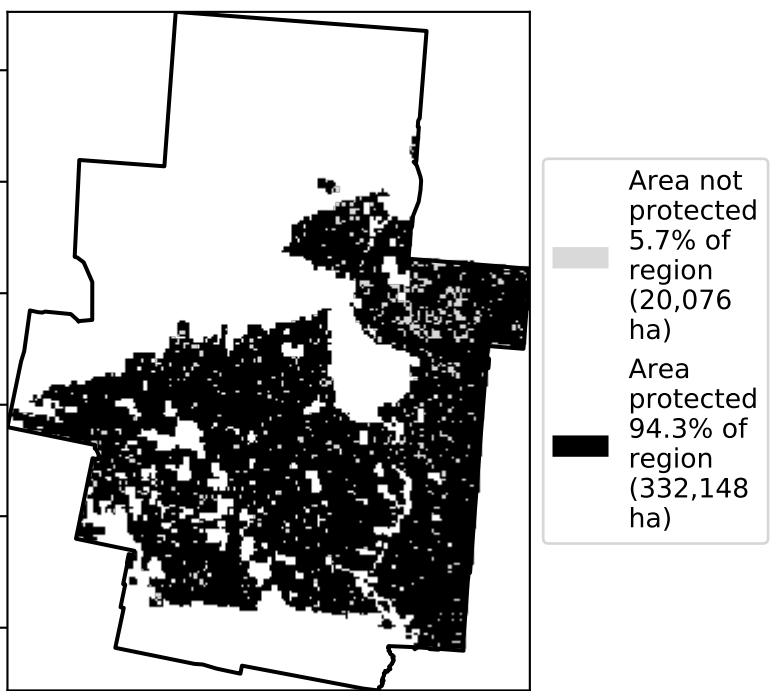 Area not
protected
5.7% of
region
(20,076
ha)
Area
protected
94.3% of
region
(332,148
ha)